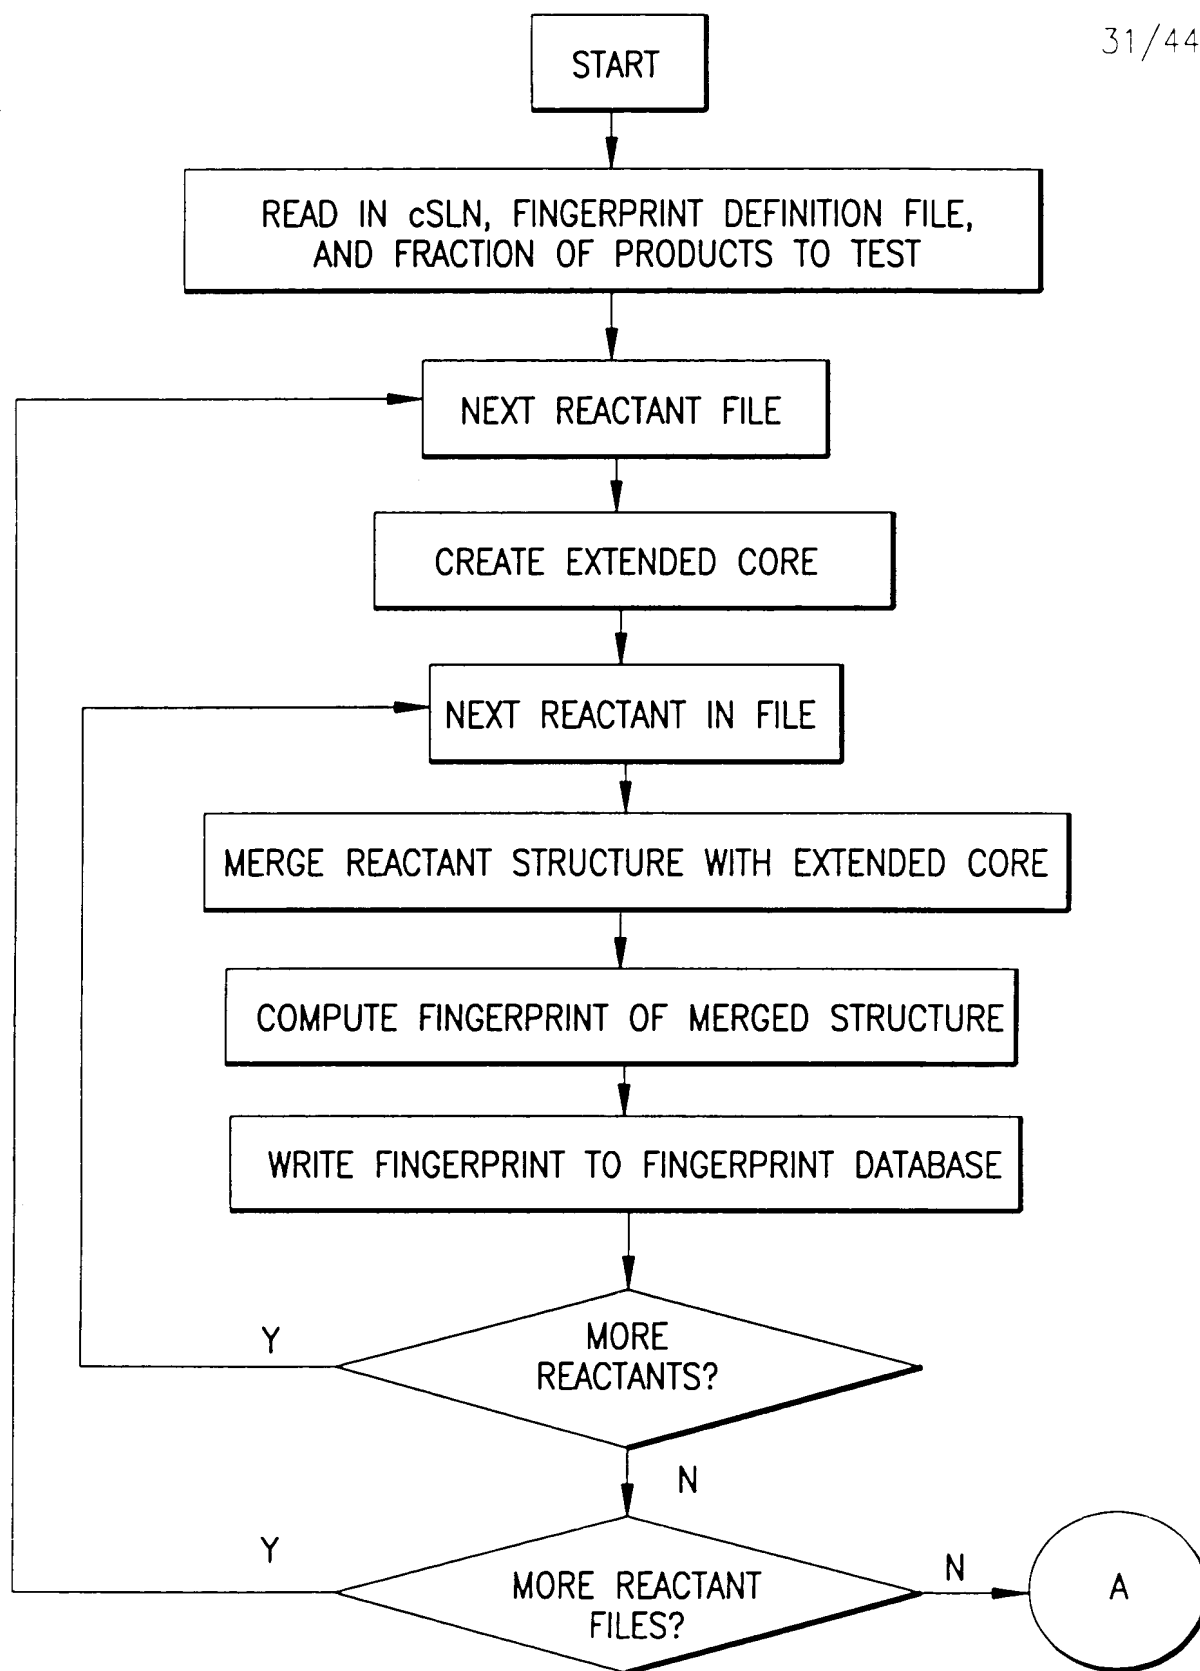 31/44
START
READ IN cSLN, FINGERPRINT DEFINITION FILE,
AND FRACTION OF PRODUCTS TO TEST
NEXT REACTANT FILE
CREATE EXTENDED CORE
NEXT REACTANT IN FILE
MERGE REACTANT STRUCTURE WITH EXTENDED CORE
COMPUTE FINGERPRINT OF MERGED STRUCTURE
WRITE FINGERPRINT TO FINGERPRINT DATABASE
Y
MORE
REACTANTS?
N
Y
MORE REACTANT
FILES?
N
A